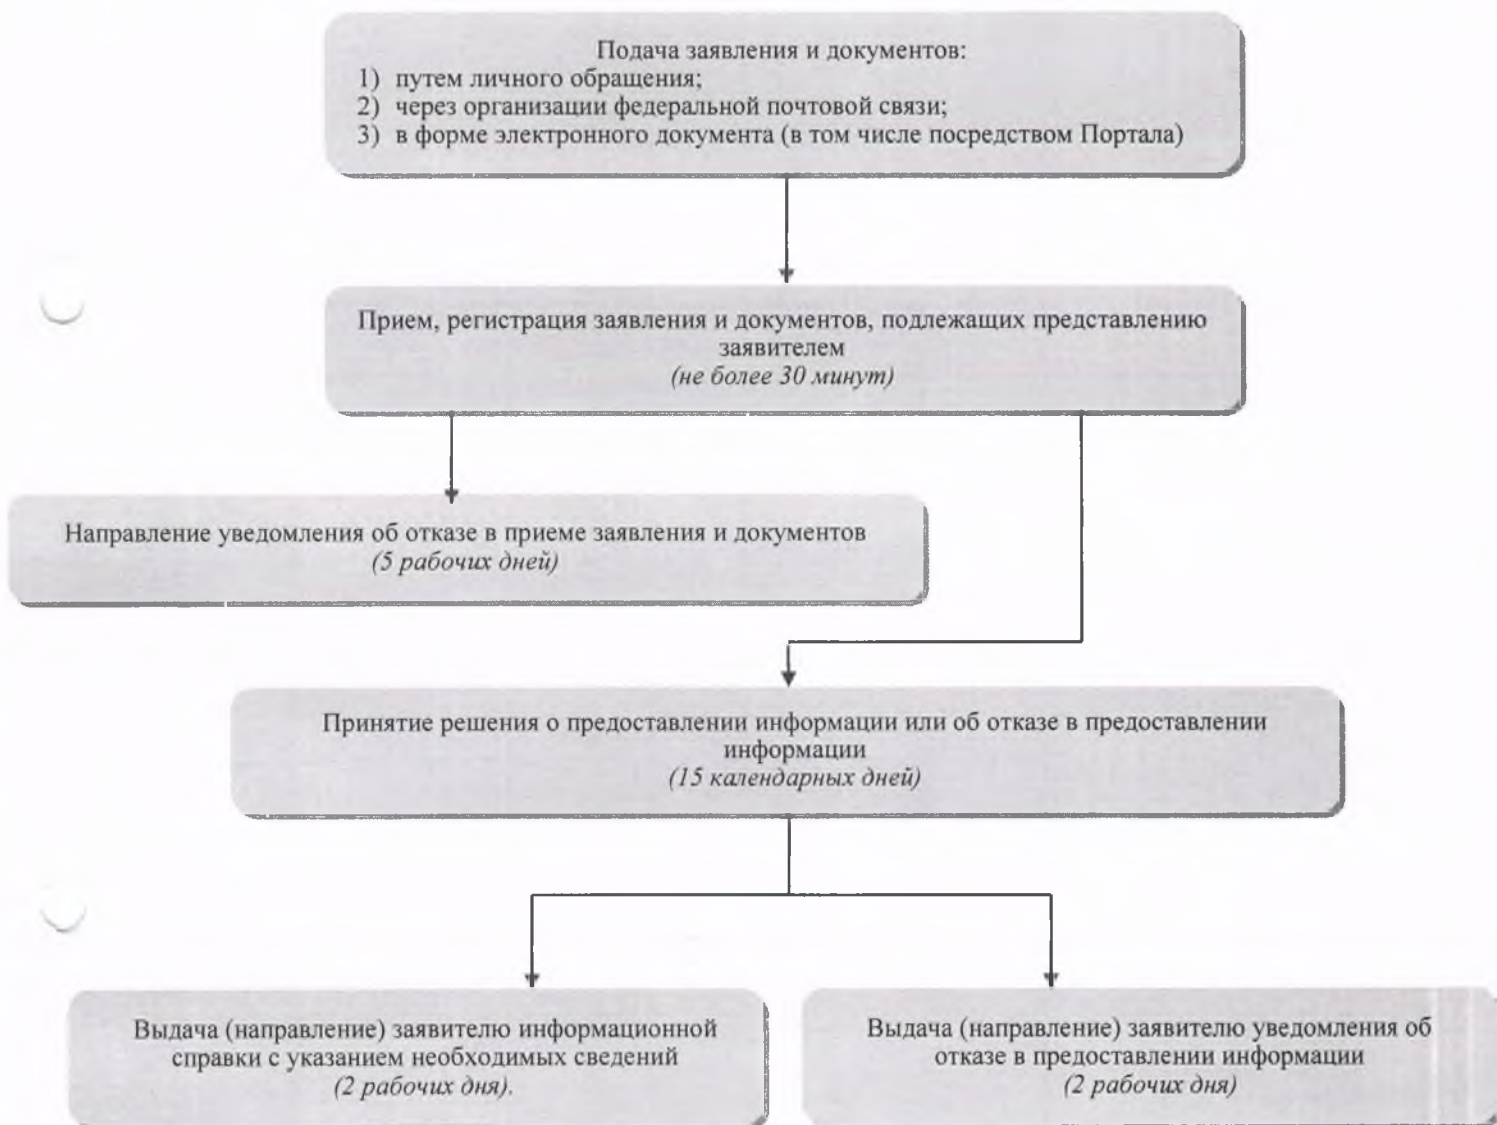 Подача заявления и документов:
1) путем личного обращения;
2) через организации федеральной почтовой связи;
3) в форме электронного документа (в том числе посредством Портала)
Прием, регистрация заявления и документов, подлежащих представлению
заявителем
(не более 30 минут)
Направление уведомления об отказе в приеме заявления и документов
(5 рабочих дней)
Принятие решения о предоставлении информации или об отказе в предоставлении
информации
(15 календарных дней)
Выдача (направление) заявителю информационной
справки с указанием необходимых сведений
(2 рабочих дня).
Выдача (направление) заявителю уведомления об
отказе в предоставлении информации
(2 рабочих дня)